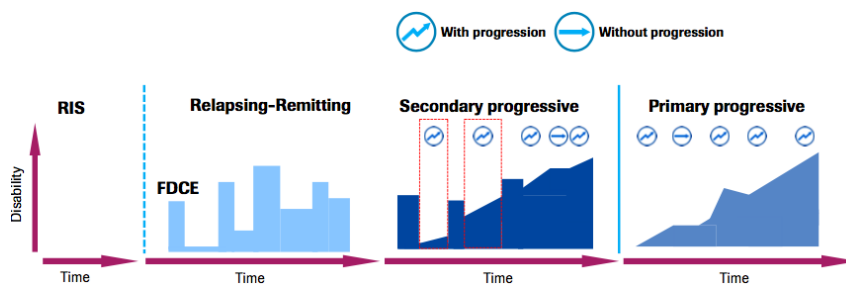 With progression
Without progression
RIS
Relapsing-Remitting
Secondary progressive
Primary progressive
Disability
FDCE
Time
Time
Time
Time